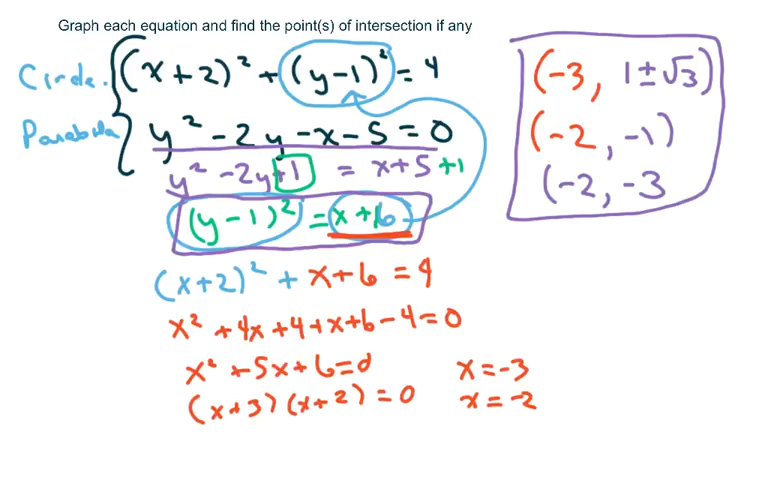 Graph each equation and find the point(s) of intersection if any
Circle. (x+2)² + (y-1)² = 4
Parabula y² - 2y - x - 5 = 0
y² - 2y + 1 = x + 5 + 1
(y-1)² = x + 6
(x+2)² + x + 6 = 4
x² + 4x + 4 + x + 6 - 4 = 0
x² + 5x + 6 = 0
(x+3)(x+2) = 0
x = -3
x = -2
(-3, 1±√3)
(-2, -1)
(-2, -3